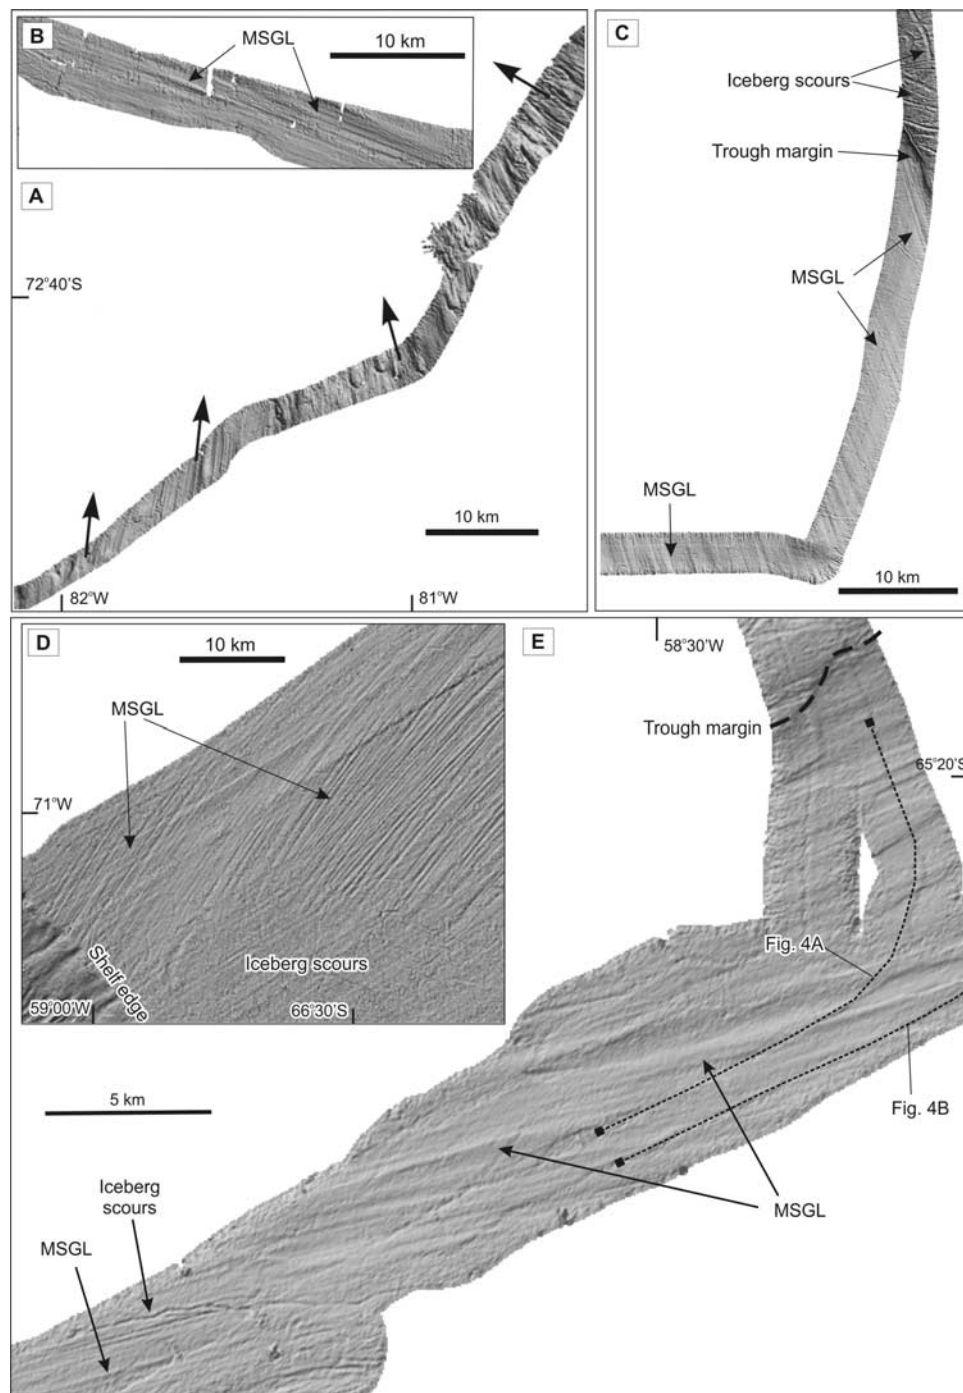 B
MSGL
10 km
A
72°40'S
10 km
82°W
81°W
C
Iceberg scours
Trough margin
MSGL
MSGL
10 km
D
10 km
MSGL
71°W
Iceberg scours
Shelf edge
59°00'W
66°30'S
E
58°30'W
Trough margin
65°20'S
Fig. 4A
Fig. 4B
MSGL
5 km
Iceberg
scours
MSGL